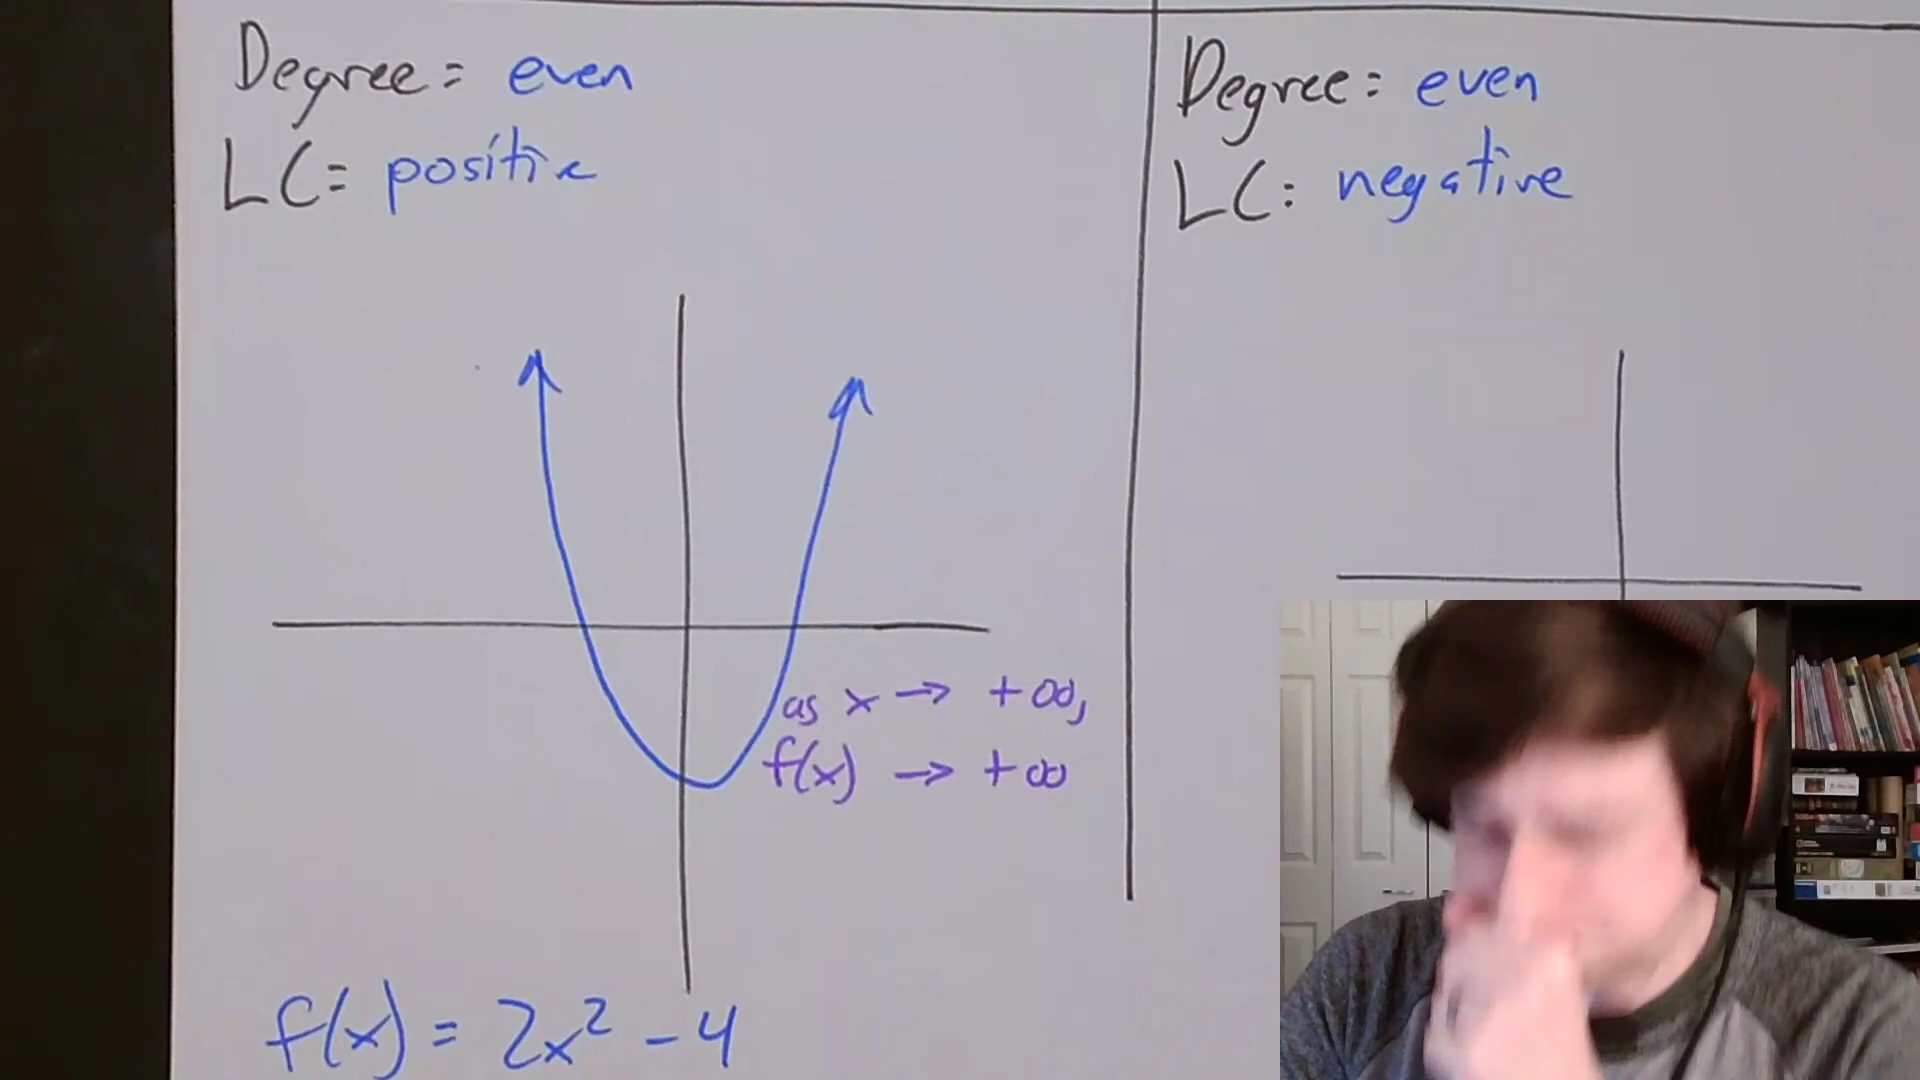 Degree = even
LC = positive
as x → +∞,
f(x) → +∞
f(x) = 2x² - 4
Degree: even
LC: negative